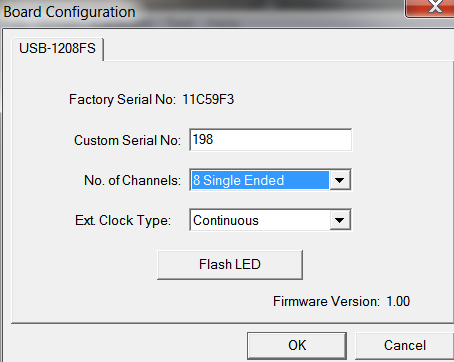 Board Configuration
USB-1208FS
Factory Serial No: 11C59F3
Custom Serial No: 198
No. of Channels: 8 Single Ended
Ext. Clock Type: Continuous
Flash LED
Firmware Version: 1.00
OK Cancel